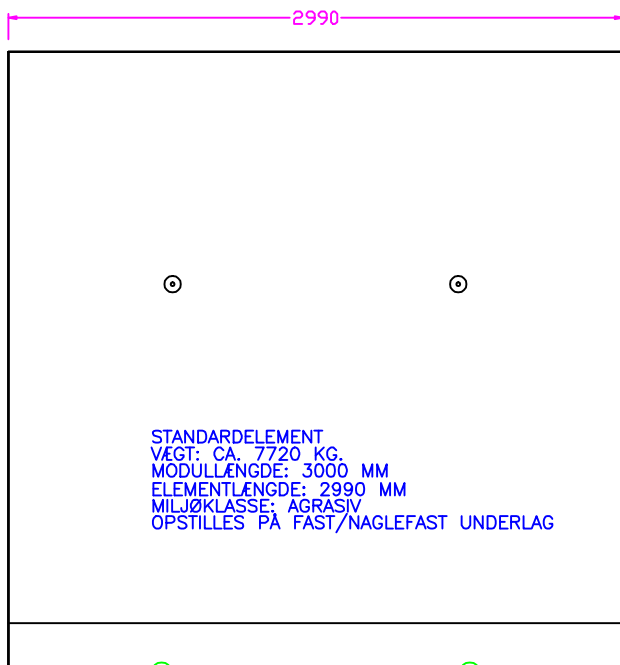 2990
STANDARDELEMENT
VÆGT: CA. 7720 KG.
MODULLÆNGDE: 3000 MM
ELEMENTLÆNGDE: 2990 MM
MILJØKLASSE: AGRASIV
OPSTILLES PÅ FAST/NAGLEFAST UNDERLAG